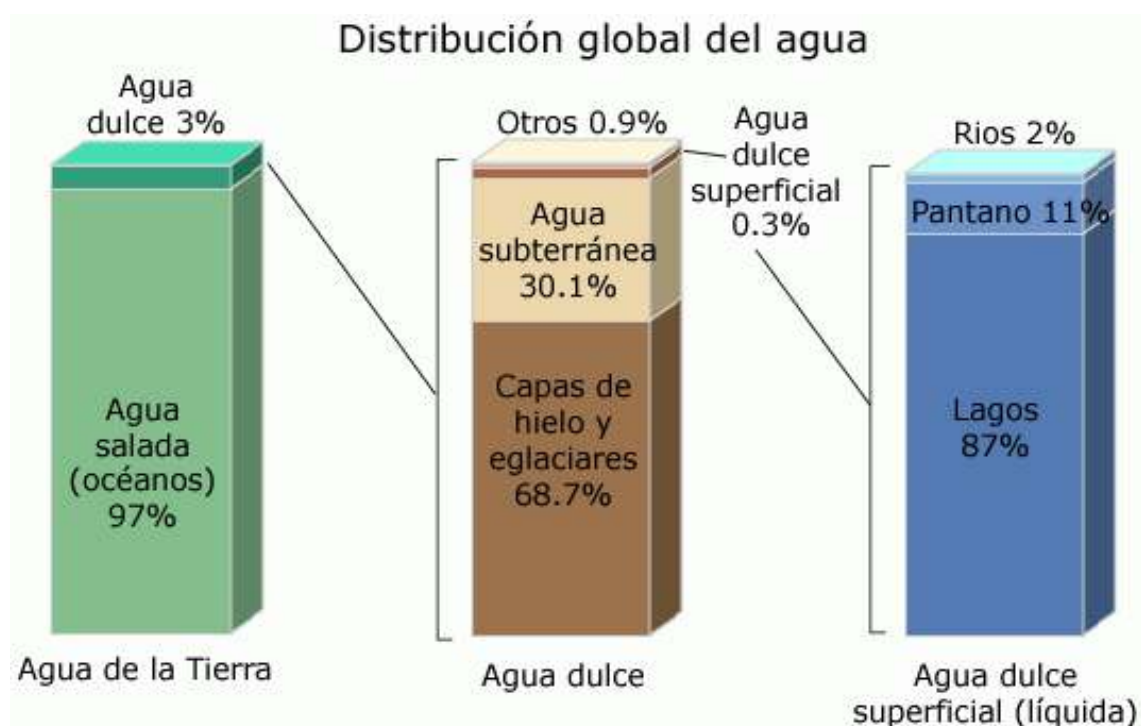 Distribución global del agua
Agua
dulce 3%
Agua
salada
(océanos)
97%
Agua de la Tierra
Otros 0.9%
Agua
dulce
superficial
0.3%
Agua
subterránea
30.1%
Capas de
hielo y
eglaciares
68.7%
Agua dulce
Rios 2%
Pantano 11%
Lagos
87%
Agua dulce
superficial (líquida)